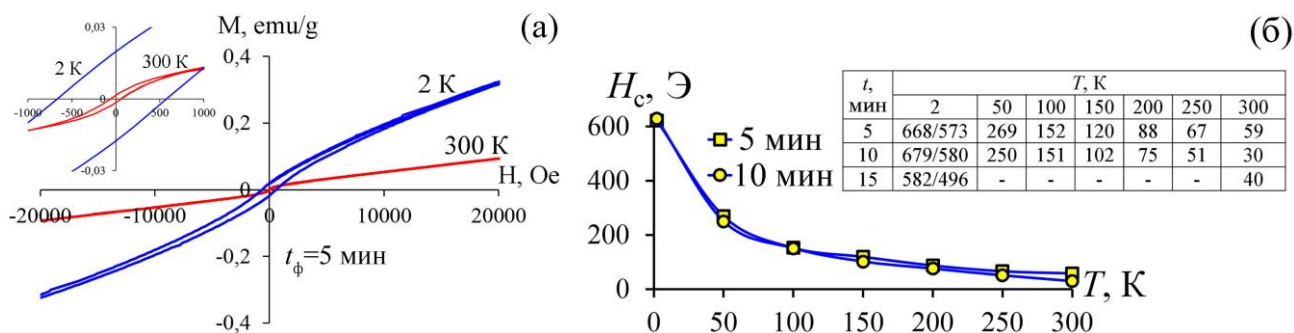 M, emu/g
(а)
0,4
0,2
0
-0,2
-0,4
-20000
-10000
0
10000
20000
H, Oe
2 К
300 К
tф=5 мин
0,03
0
-0,03
-1000
-500
0
500
1000
2 К
300 К
(б)
Hс, Э
600
400
200
0
0 50 100 150 200 250 300
T, К
5 мин
10 мин
t, мин T, К
2 50 100 150 200 250 300
5 668/573 269 152 120 88 67 59
10 679/580 250 151 102 75 51 30
15 582/496 - - - - - 40